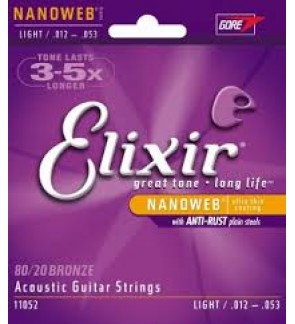 NANOWEB
LIGHT / .012 - .053
GORE
TONE LASTS
3-5x
LONGER
e
Elixir
great tone • long life™
NANOWEB® ultra thin coating
with ANTI-RUST plain steels
80/20 BRONZE
Acoustic Guitar Strings
11052
LIGHT / .012 - .053